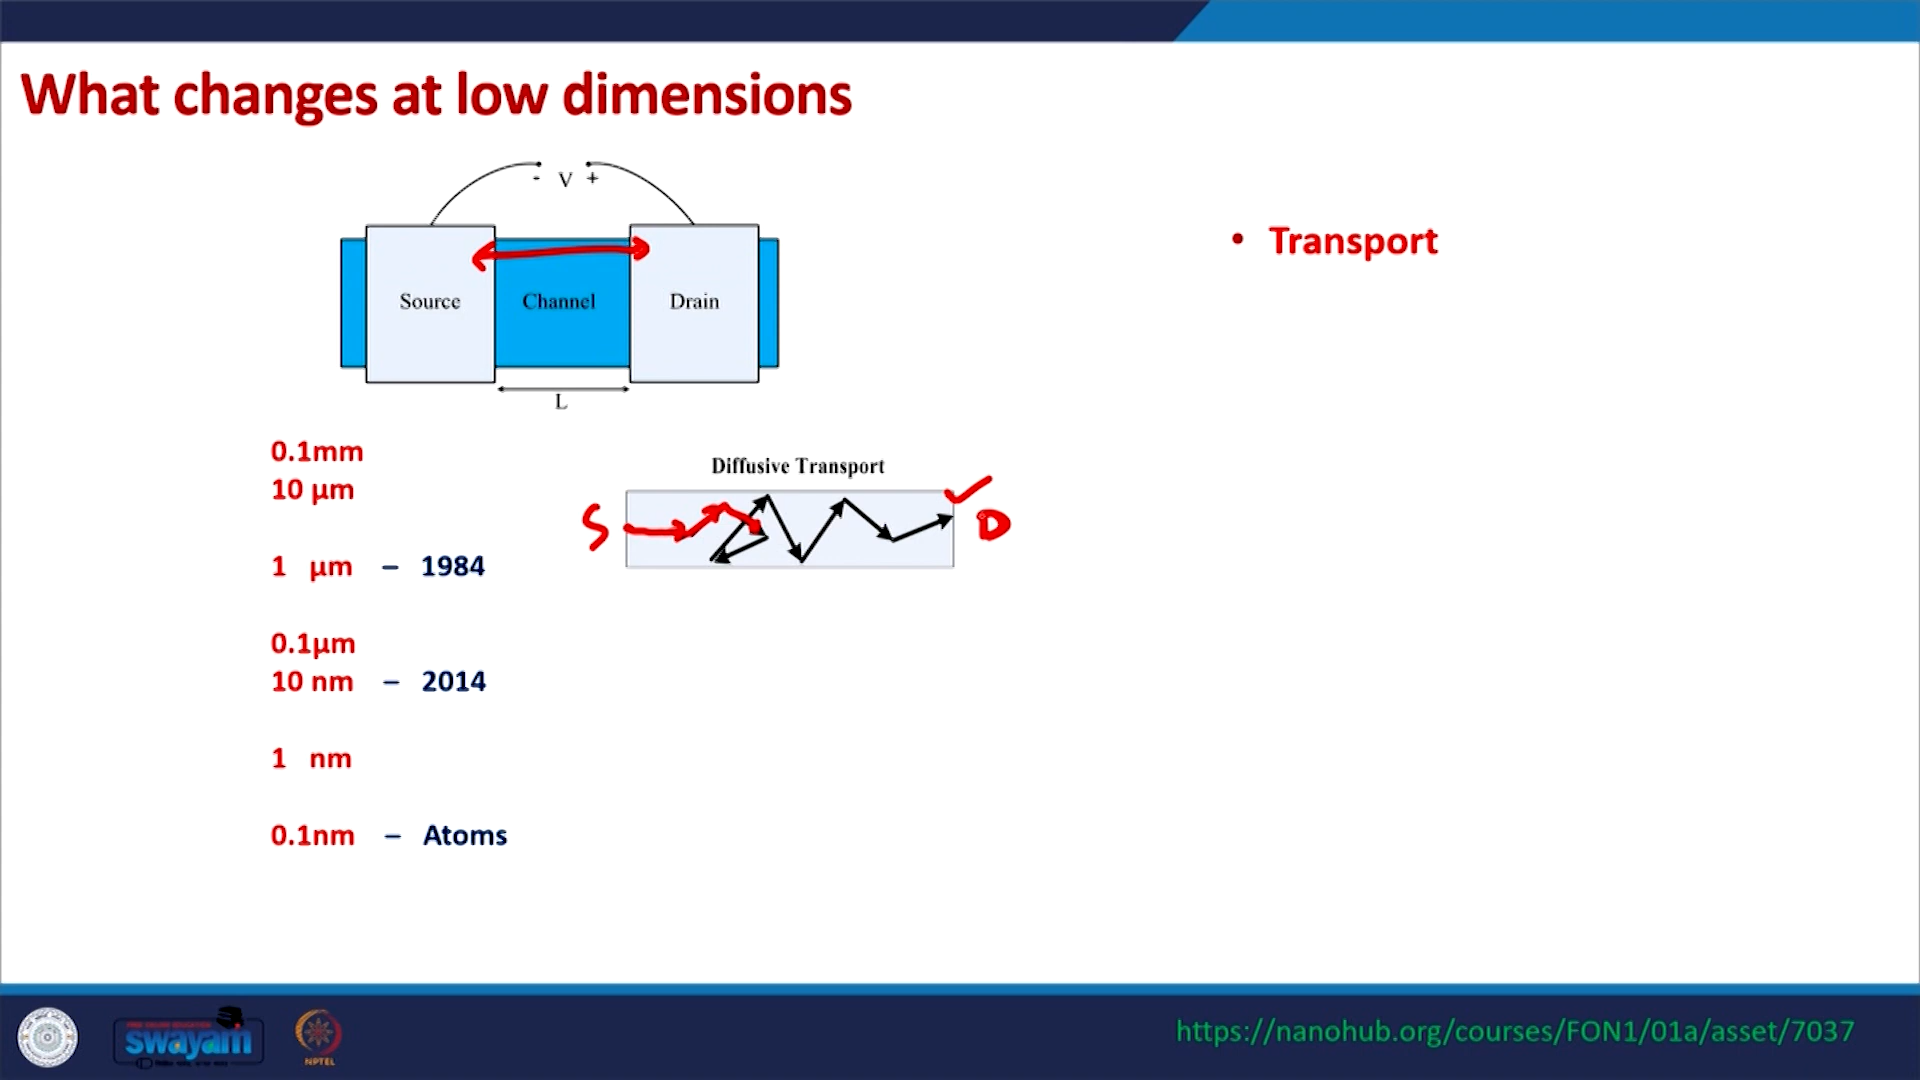 What changes at low dimensions
- V +
Source
Channel
Drain
L
• Transport
0.1mm
10 µm
1 µm – 1984
0.1µm
10 nm – 2014
1 nm
0.1nm – Atoms
Diffusive Transport
S
D
swayam
NPTEL
https://nanohub.org/courses/FON1/01a/asset/7037